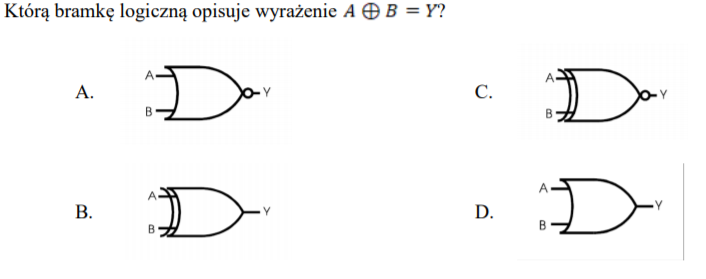 Którą bramkę logiczną opisuje wyrażenie A ⊕ B = Y?
A.
A
B
Y
C.
A
B
Y
B.
A
B
Y
D.
A
B
Y